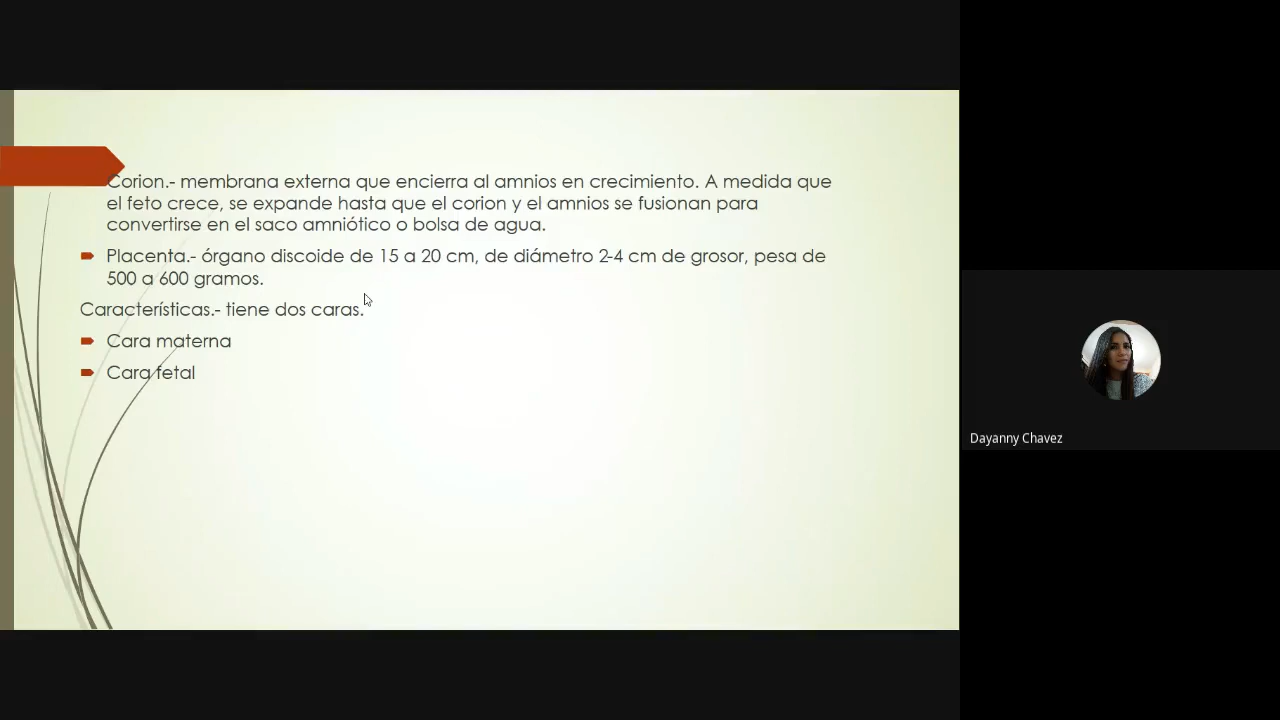 Corion.- membrana externa que encierra al amnios en crecimiento. A medida que
el feto crece, se expande hasta que el corion y el amnios se fusionan para
convertirse en el saco amniótico o bolsa de agua.
Placenta.- órgano discoide de 15 a 20 cm, de diámetro 2-4 cm de grosor, pesa de
500 a 600 gramos.
Características.- tiene dos caras.
Cara materna
Cara fetal
Dayanny Chavez